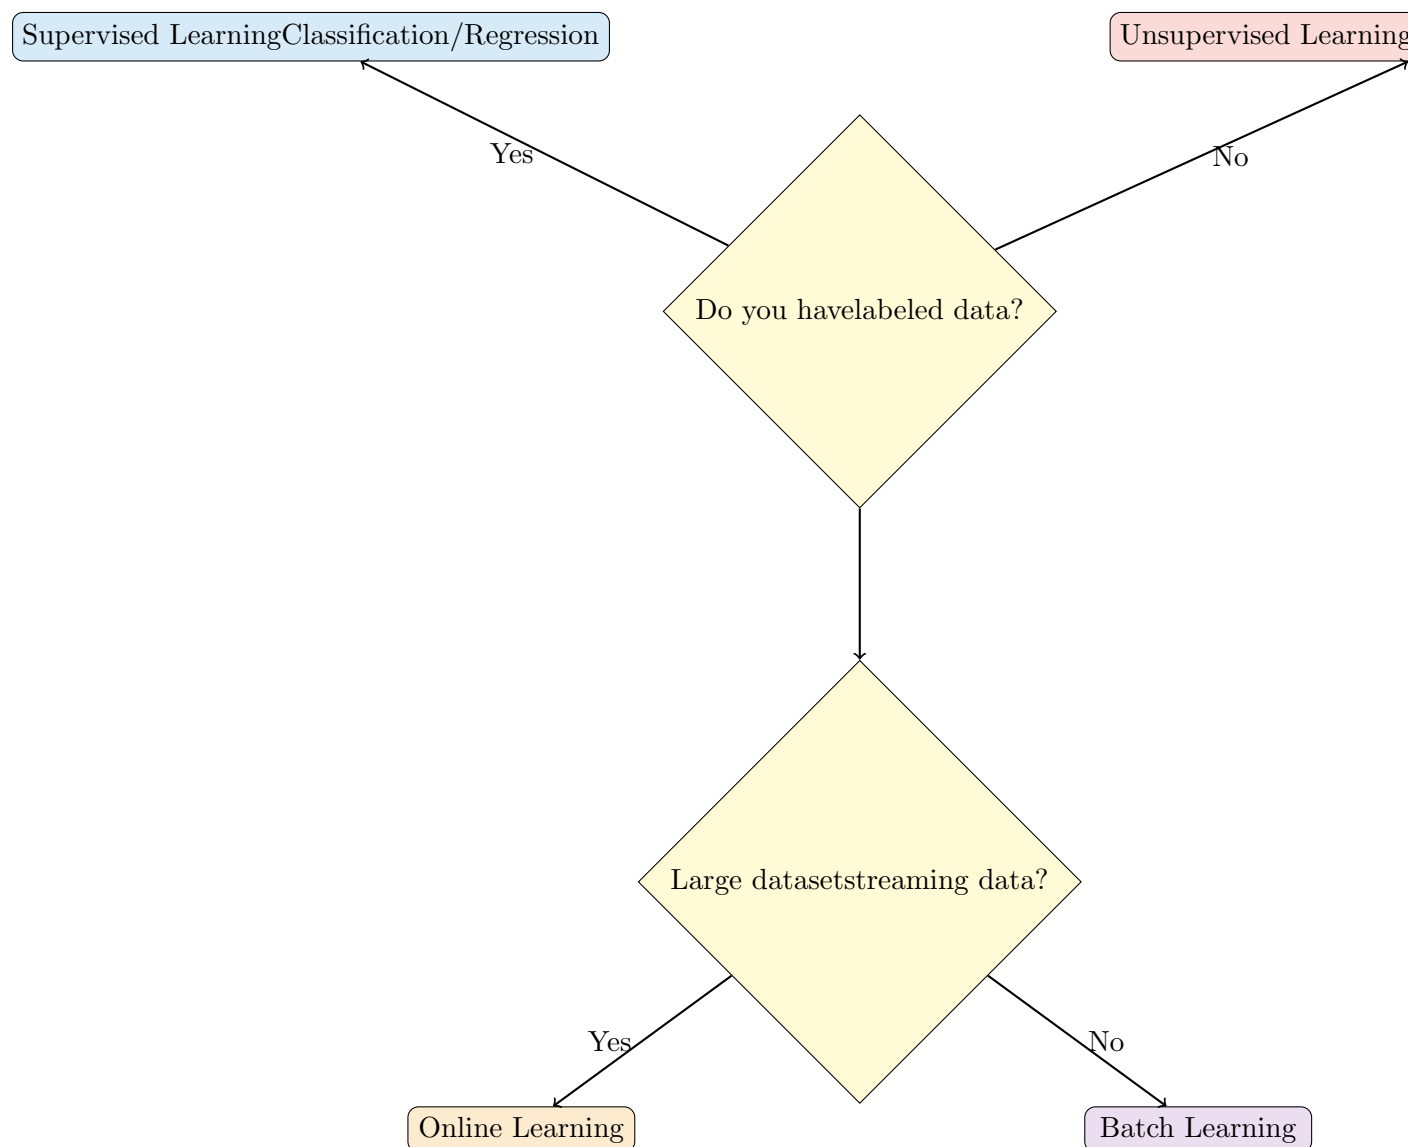 Supervised LearningClassification/Regression
Unsupervised Learning
Yes
No
Do you havelabeled data?
Large datasetstreaming data?
Yes
No
Online Learning
Batch Learning